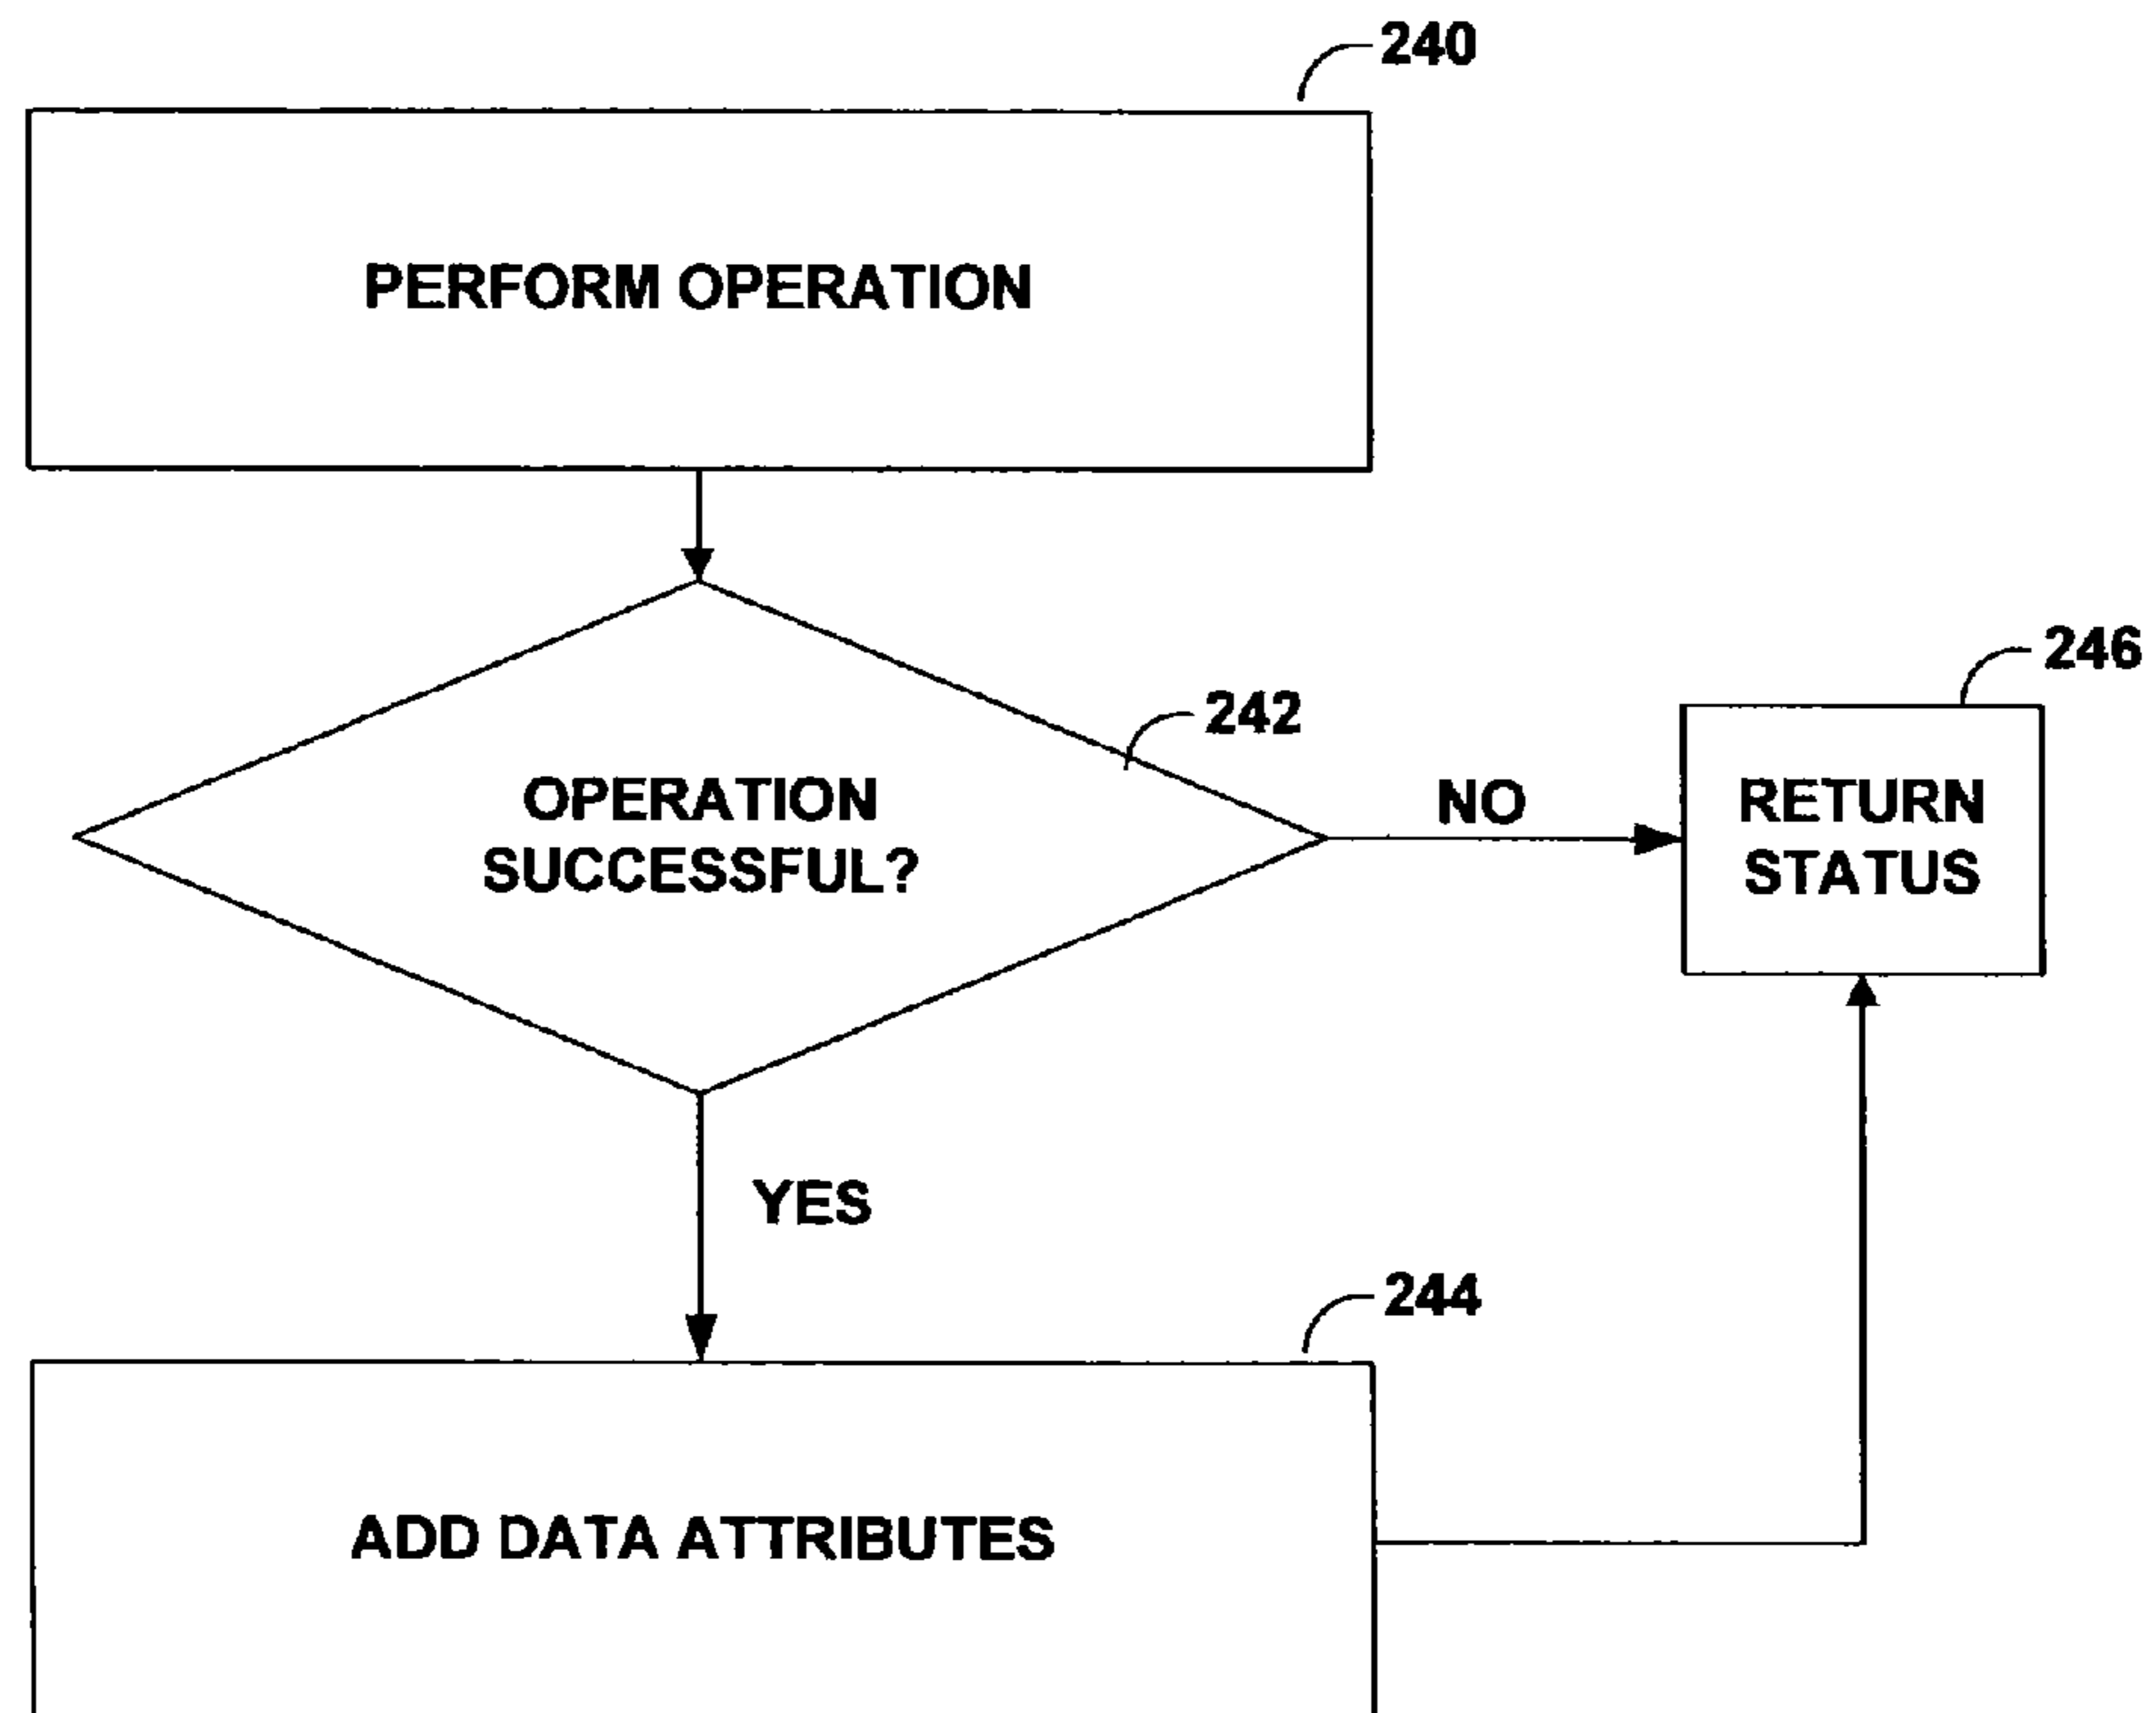 240
PERFORM OPERATION
246
242
OPERATION
SUCCESSFUL?
NO
RETURN
STATUS
YES
244
ADD DATA ATTRIBUTES